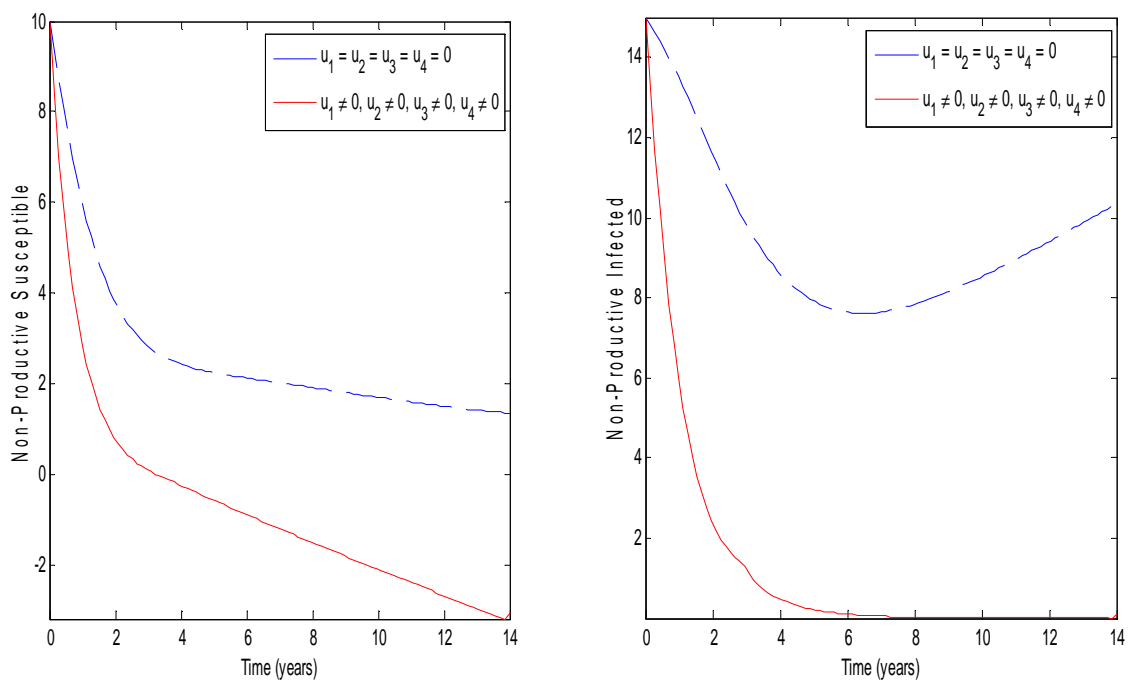 Non-Productive Susceptible
10
8
6
4
2
0
-2
0 2 4 6 8 10 12 14
Time (years)
u₁ = u₂ = u₃ = u₄ = 0
u₁ ≠ 0, u₂ ≠ 0, u₃ ≠ 0, u₄ ≠ 0
Non-Productive Infected
14
12
10
8
6
4
2
0 2 4 6 8 10 12 14
Time (years)
u₁ = u₂ = u₃ = u₄ = 0
u₁ ≠ 0, u₂ ≠ 0, u₃ ≠ 0, u₄ ≠ 0